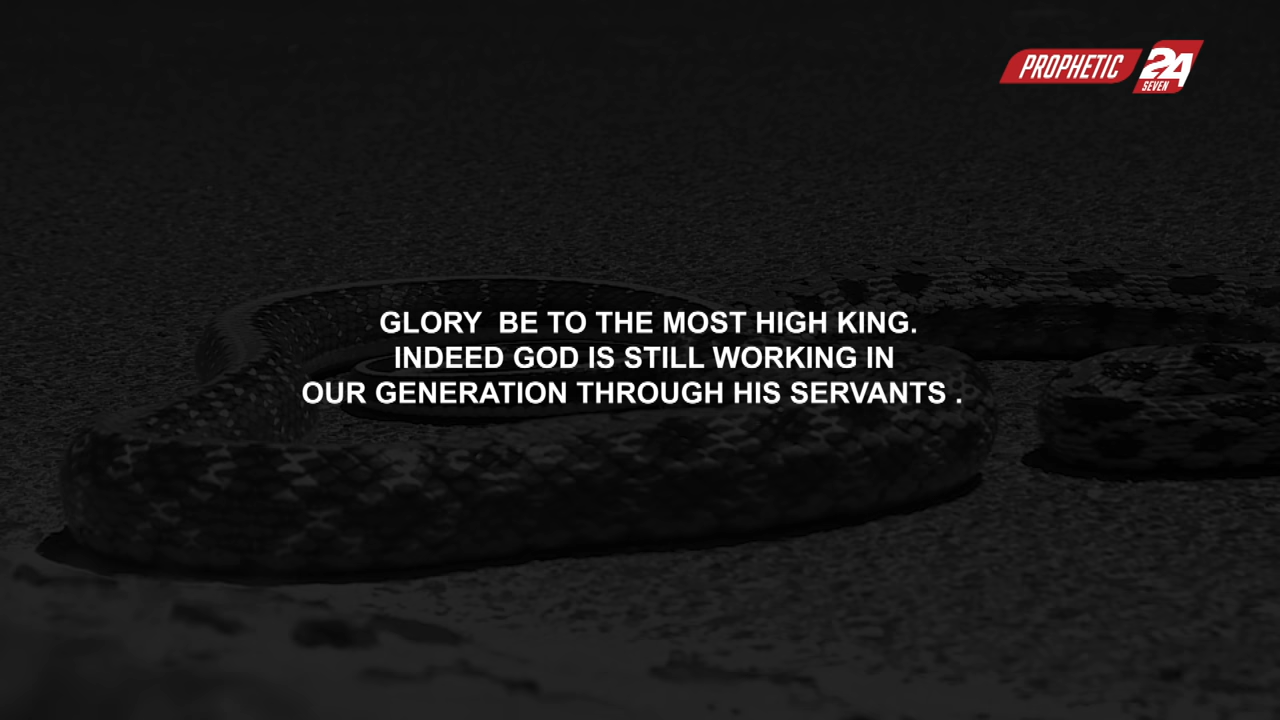 PROPHETIC 24
SEVEN
GLORY  BE TO THE MOST HIGH KING.
INDEED GOD IS STILL WORKING IN
OUR GENERATION THROUGH HIS SERVANTS .